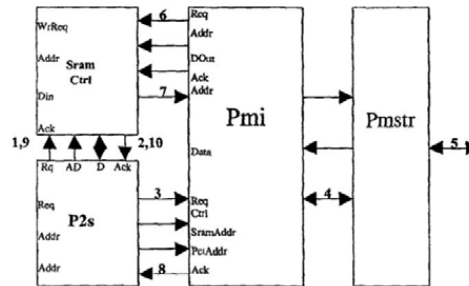 WrReq
Addr
Sram
Ctrl
Din
Ack
6
7
Req
Addr
DOut
Ack
Addr
Pmi
Data
Req
Ctrl
SramAddr
PciAddr
Ack
Pmstr
5
4
1,9
2,10
Rq AD D Ack
Req
P2s
Addr
Addr
3
8